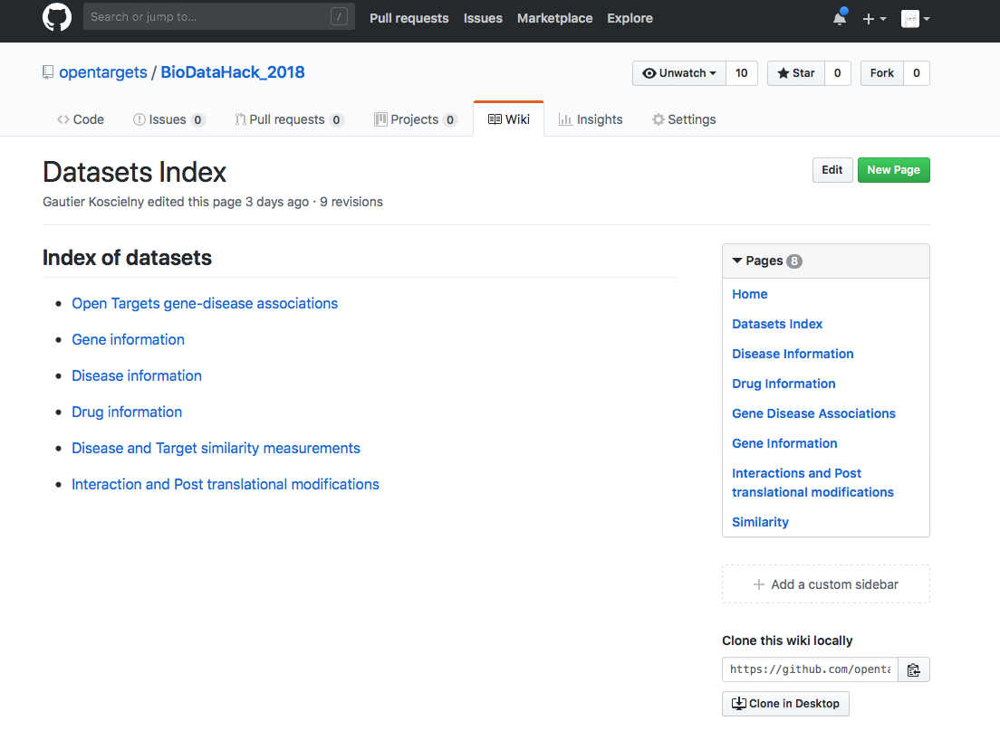 Search or jump to... /
Pull requests Issues Marketplace Explore
opentargets / BioDataHack_2018
Unwatch 10 Star 0 Fork 0
Code Issues 0 Pull requests 0 Projects 0 Wiki Insights Settings
Datasets Index
Edit New Page
Gautier Koscielny edited this page 3 days ago · 9 revisions
Index of datasets
• Open Targets gene-disease associations
• Gene information
• Disease information
• Drug information
• Disease and Target similarity measurements
• Interaction and Post translational modifications
Pages 8
Home
Datasets Index
Disease Information
Drug Information
Gene Disease Associations
Gene Information
Interactions and Post
translational modifications
Similarity
+ Add a custom sidebar
Clone this wiki locally
https://github.com/openta
Clone in Desktop